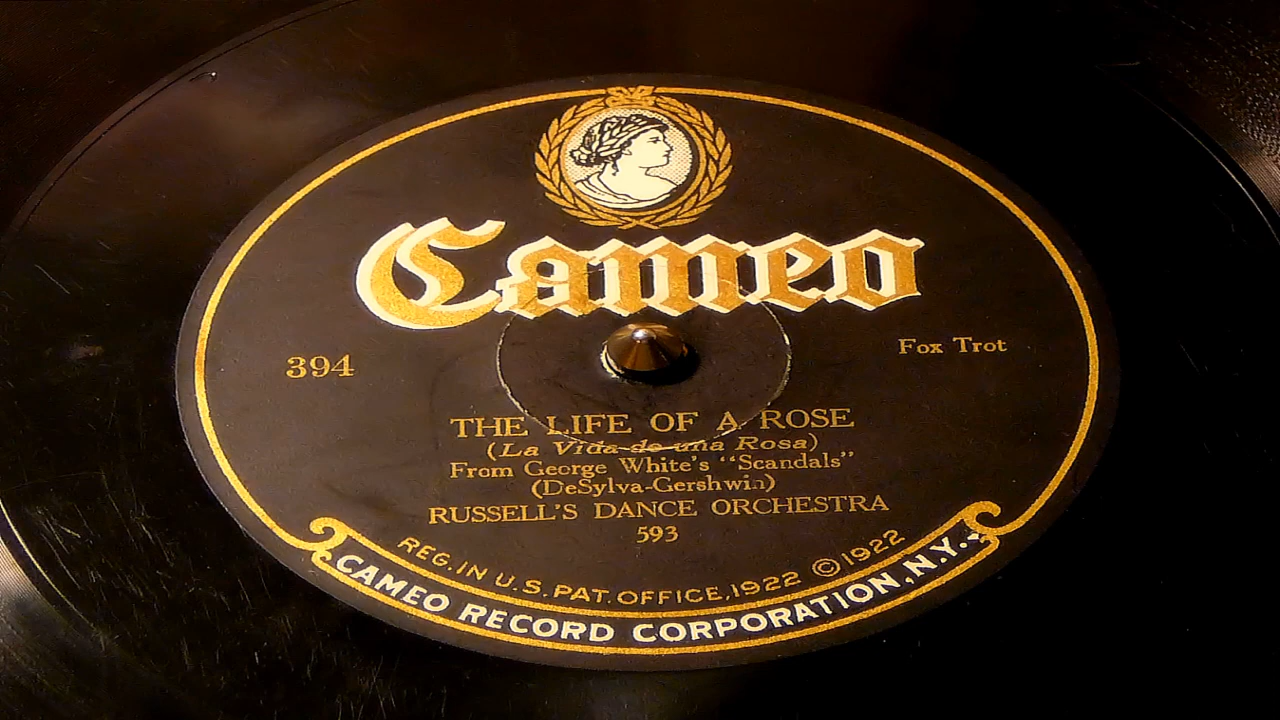 Cameo
394
Fox Trot
THE LIFE OF A ROSE
(La Vida de una Rosa)
From George White's "Scandals"
(DeSylva-Gershwin)
RUSSELL'S DANCE ORCHESTRA
593
REG. IN U.S. PAT. OFFICE, 1922 ©1922
CAMEO RECORD CORPORATION, N.Y.